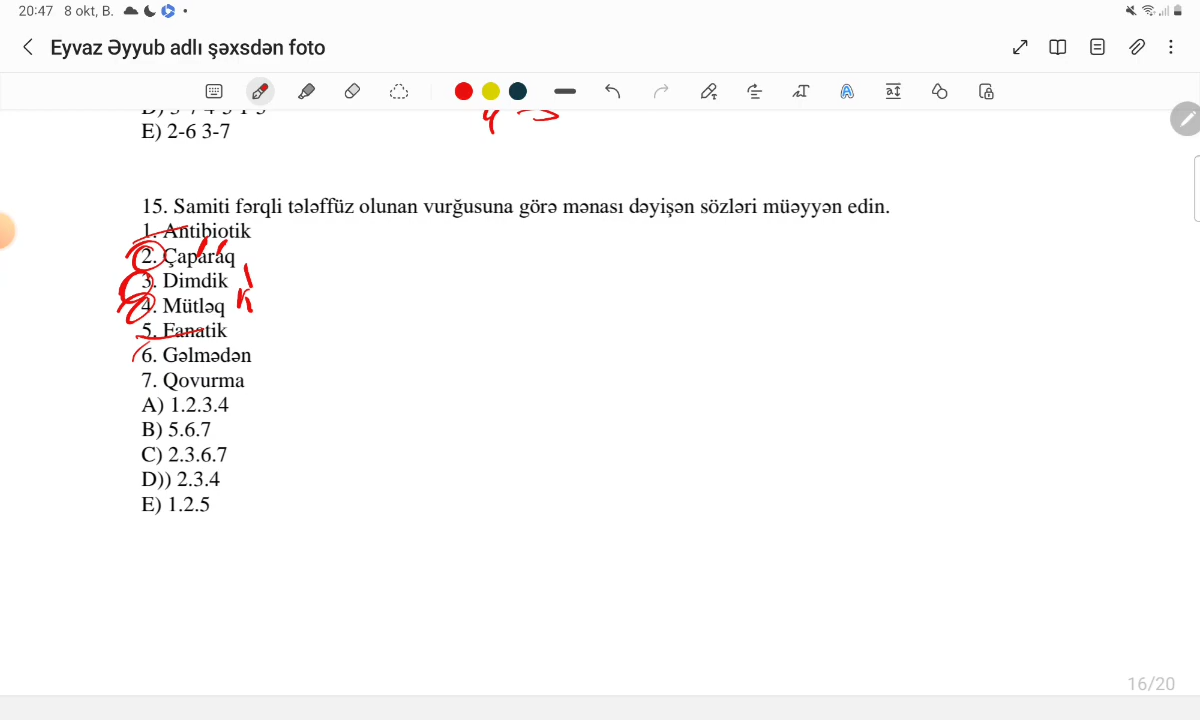 20:47 8 okt, B.
Eyvaz Əyyub adlı şəxsdən foto
E) 2-6 3-7
15. Samiti fərqli tələffüz olunan vurğusuna görə mənası dəyişən sözləri müəyyən edin.
1. Antibiotik
2. Çaparaq
3. Dimdik
4. Mütləq
5. Fanatik
6. Gəlmədən
7. Qovurma
A) 1.2.3.4
B) 5.6.7
C) 2.3.6.7
D)) 2.3.4
E) 1.2.5
16/20